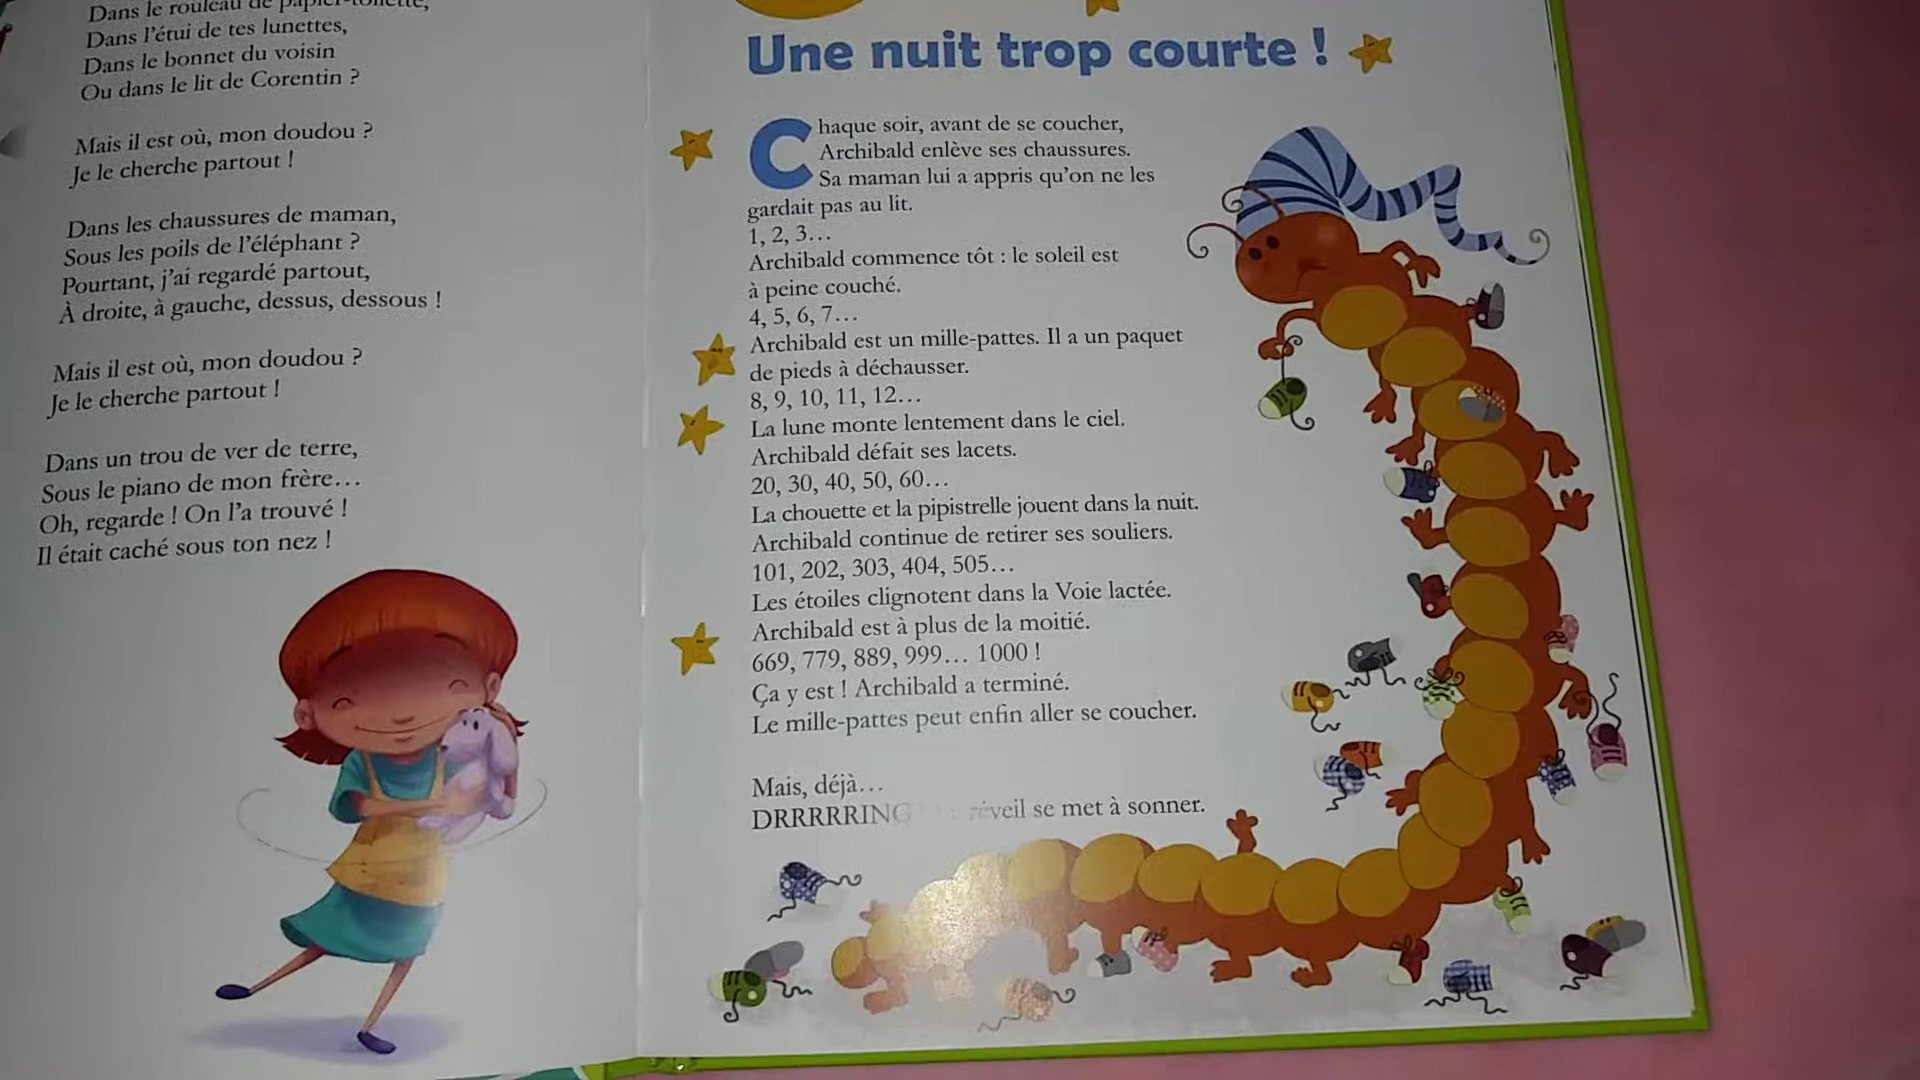 Dans le rouleau de papier-toilette,
Dans l'étui de tes lunettes,
Dans le bonnet du voisin
Ou dans le lit de Corentin ?
Mais il est où, mon doudou ?
Je le cherche partout !
Dans les chaussures de maman,
Sous les poils de l'éléphant ?
Pourtant, j'ai regardé partout,
À droite, à gauche, dessus, dessous !
Mais il est où, mon doudou ?
Je le cherche partout !
Dans un trou de ver de terre,
Sous le piano de mon frère…
Oh, regarde ! On l'a trouvé !
Il était caché sous ton nez !
Une nuit trop courte !
Chaque soir, avant de se coucher,
Archibald enlève ses chaussures.
Sa maman lui a appris qu'on ne les
gardait pas au lit.
1, 2, 3…
Archibald commence tôt : le soleil est
à peine couché.
4, 5, 6, 7…
Archibald est un mille-pattes. Il a un paquet
de pieds à déchausser.
8, 9, 10, 11, 12…
La lune monte lentement dans le ciel.
Archibald défait ses lacets.
20, 30, 40, 50, 60…
La chouette et la pipistrelle jouent dans la nuit.
Archibald continue de retirer ses souliers.
101, 202, 303, 404, 505…
Les étoiles clignotent dans la Voie lactée.
Archibald est à plus de la moitié.
669, 779, 889, 999… 1000 !
Ça y est ! Archibald a terminé.
Le mille-pattes peut enfin aller se coucher.
Mais, déjà…
DRRRRRING réveil se met à sonner.